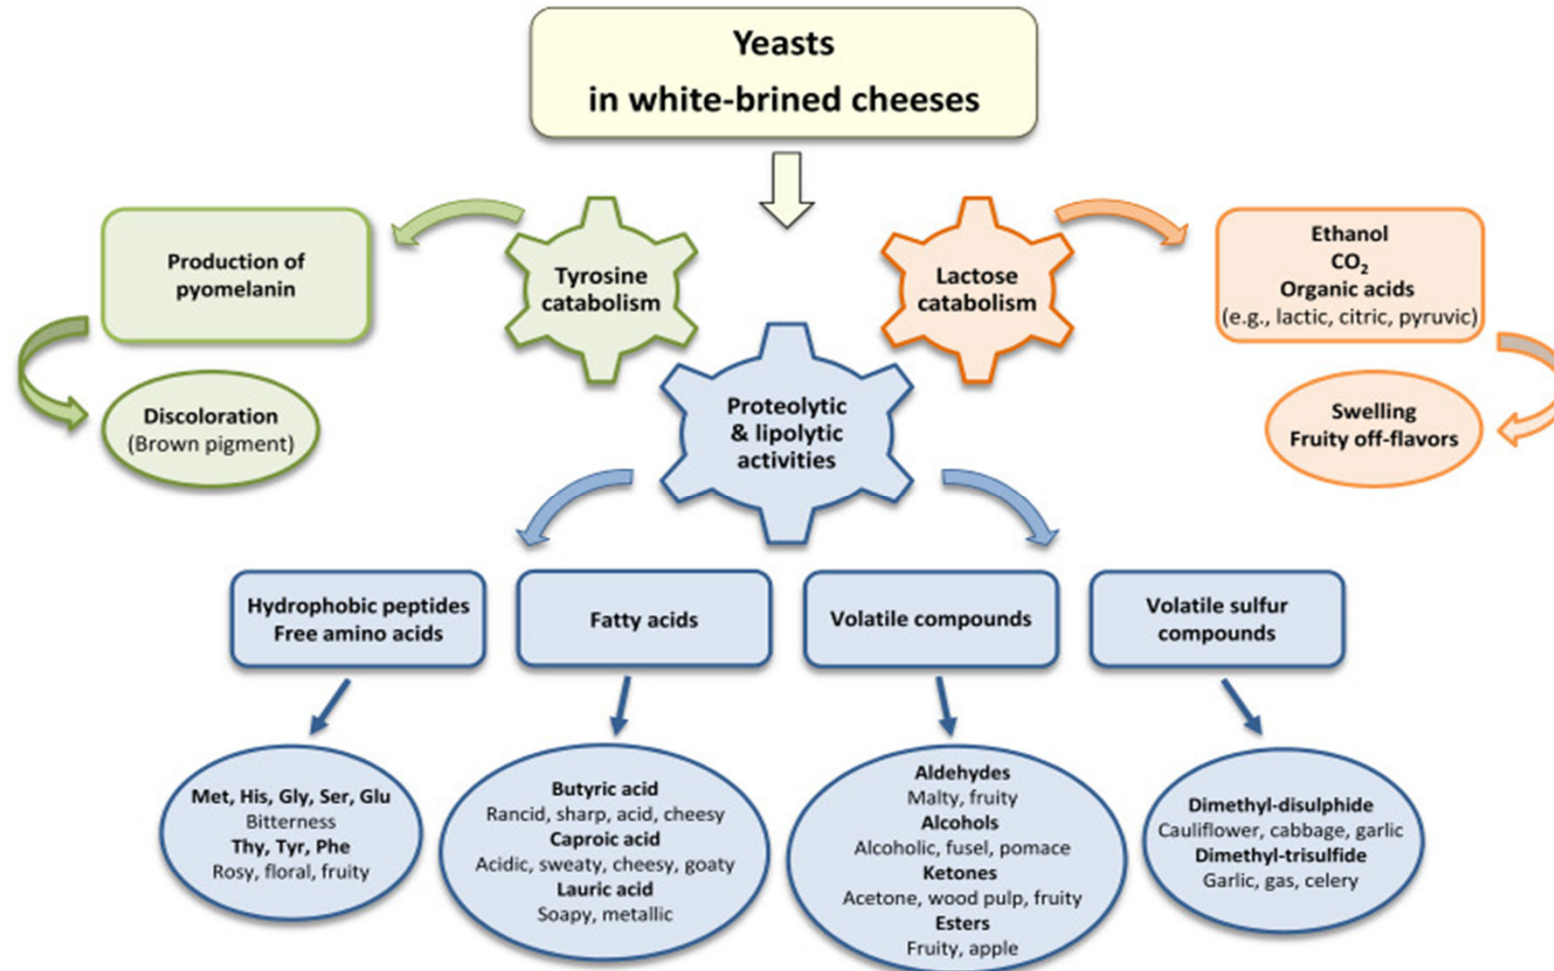 Yeasts
in white-brined cheeses
Production of
pyomelanin
Tyrosine
catabolism
Lactose
catabolism
Ethanol
CO₂
Organic acids
(e.g., lactic, citric, pyruvic)
Discoloration
(Brown pigment)
Proteolytic
& lipolytic
activities
Swelling
Fruity off-flavors
Hydrophobic peptides
Free amino acids
Fatty acids
Volatile compounds
Volatile sulfur
compounds
Met, His, Gly, Ser, Glu
Bitterness
Thy, Tyr, Phe
Rosy, floral, fruity
Butyric acid
Rancid, sharp, acid, cheesy
Caproic acid
Acidic, sweaty, cheesy, goaty
Lauric acid
Soapy, metallic
Aldehydes
Malty, fruity
Alcohols
Alcoholic, fusel, pomace
Ketones
Acetone, wood pulp, fruity
Esters
Fruity, apple
Dimethyl-disulphide
Cauliflower, cabbage, garlic
Dimethyl-trisulfide
Garlic, gas, celery